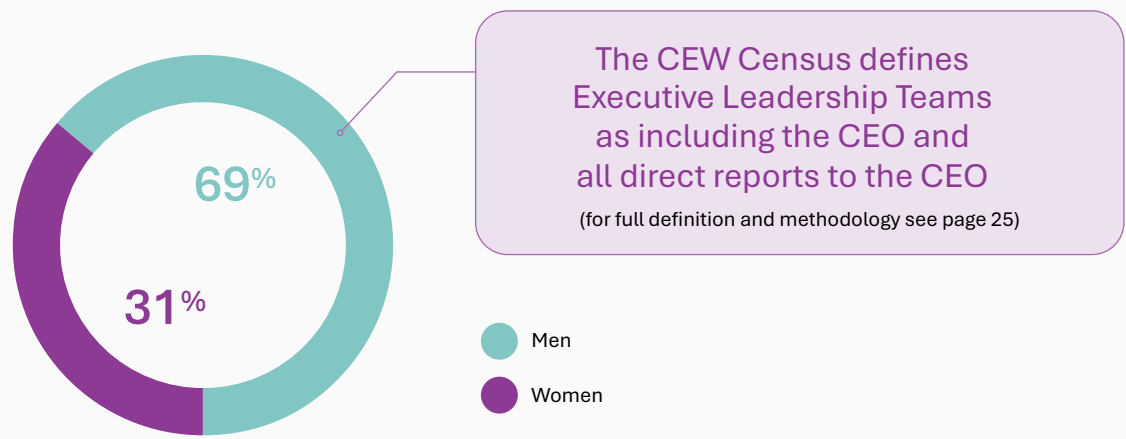 The CEW Census defines
Executive Leadership Teams
as including the CEO and
all direct reports to the CEO
(for full definition and methodology see page 25)
69%
31%
Men
Women